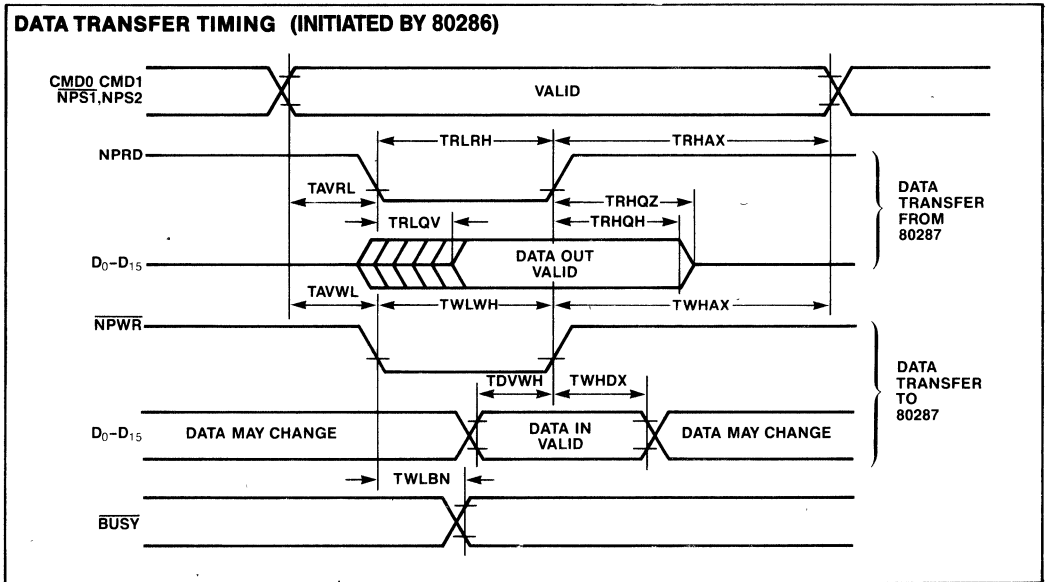 DATA TRANSFER TIMING (INITIATED BY 80286)
CMD0 CMD1
NPS1,NPS2
VALID
TRLRH
TRHAX
NPRD
TAVRL
TRHQZ
TRLQV
TRHQH
DATA
TRANSFER
FROM
80287
D0-D15
DATA OUT
VALID
TAVWL
TWLWH
TWHAX
NPWR
TDVWH
TWHDX
DATA
TRANSFER
TO
80287
D0-D15
DATA MAY CHANGE
DATA IN
VALID
DATA MAY CHANGE
TWLBN
BUSY